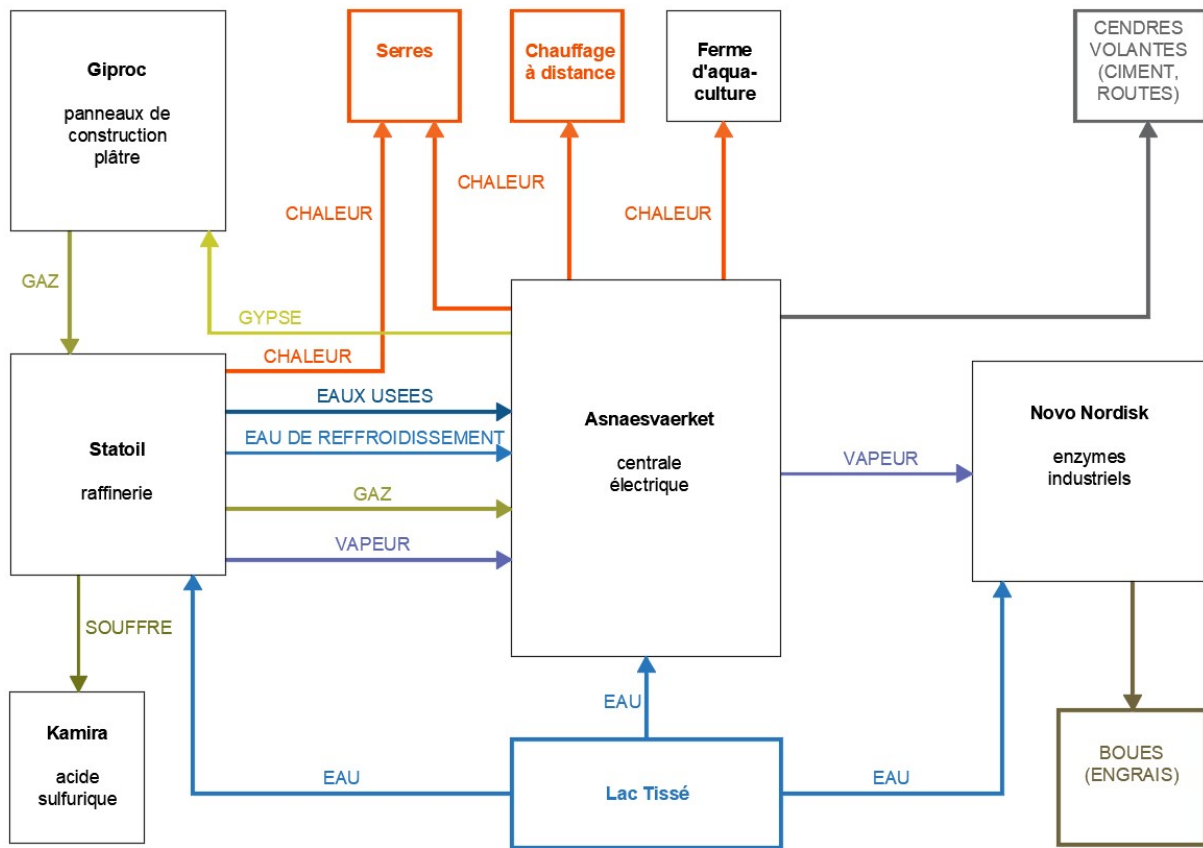 Giproc
panneaux de
construction
plâtre
Serres
Chauffage
à distance
Ferme
d'aqua-
culture
CENDRES
VOLANTES
(CIMENT,
ROUTES)
CHALEUR
CHALEUR
CHALEUR
GAZ
GYPSE
CHALEUR
Statoil
raffinerie
EAUX USEES
EAU DE REFFROIDISSEMENT
GAZ
VAPEUR
Asnaesvaerket
centrale
électrique
VAPEUR
Novo Nordisk
enzymes
industriels
SOUFFRE
Kamira
acide
sulfurique
EAU
EAU
Lac Tissé
EAU
BOUES
(ENGRAIS)